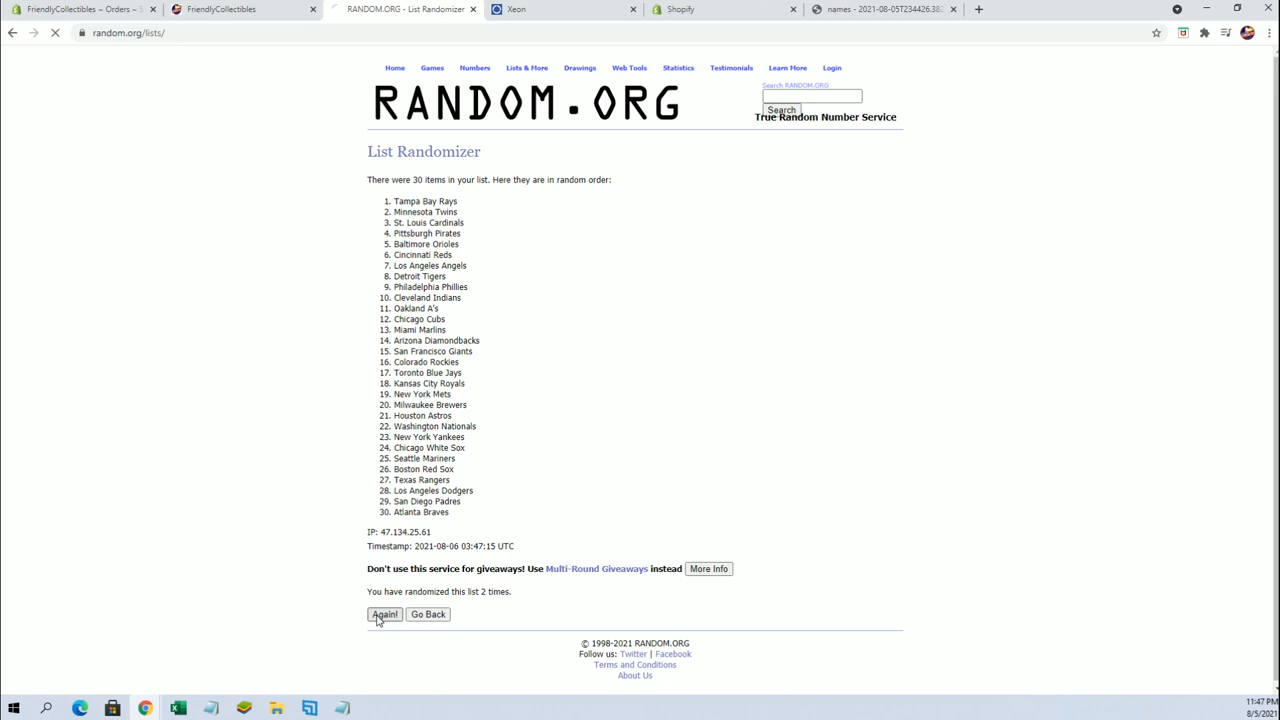 FriendlyCollectibles ~ Orders ~ S
FriendlyCollectibles
RANDOM.ORG - List Randomizer
Xeon
Shopify
names - 2021-08-05T234426.382
random.org/lists/
Home Games Numbers Lists & More Drawings Web Tools Statistics Testimonials Learn More Login
Search RANDOM.ORG
RANDOM.ORG
Search
True Random Number Service
List Randomizer
There were 30 items in your list. Here they are in random order:
1. Tampa Bay Rays
2. Minnesota Twins
3. St. Louis Cardinals
4. Pittsburgh Pirates
5. Baltimore Orioles
6. Cincinnati Reds
7. Los Angeles Angels
8. Detroit Tigers
9. Philadelphia Phillies
10. Cleveland Indians
11. Oakland A's
12. Chicago Cubs
13. Miami Marlins
14. Arizona Diamondbacks
15. San Francisco Giants
16. Colorado Rockies
17. Toronto Blue Jays
18. Kansas City Royals
19. New York Mets
20. Milwaukee Brewers
21. Houston Astros
22. Washington Nationals
23. New York Yankees
24. Chicago White Sox
25. Seattle Mariners
26. Boston Red Sox
27. Texas Rangers
28. Los Angeles Dodgers
29. San Diego Padres
30. Atlanta Braves
IP: 47.134.25.61
Timestamp: 2021-08-06 03:47:15 UTC
Don't use this service for giveaways! Use Multi-Round Giveaways instead More Info
You have randomized this list 2 times.
Again! Go Back
© 1998-2021 RANDOM.ORG
Follow us: Twitter | Facebook
Terms and Conditions
About Us
11:47 PM
8/5/2021